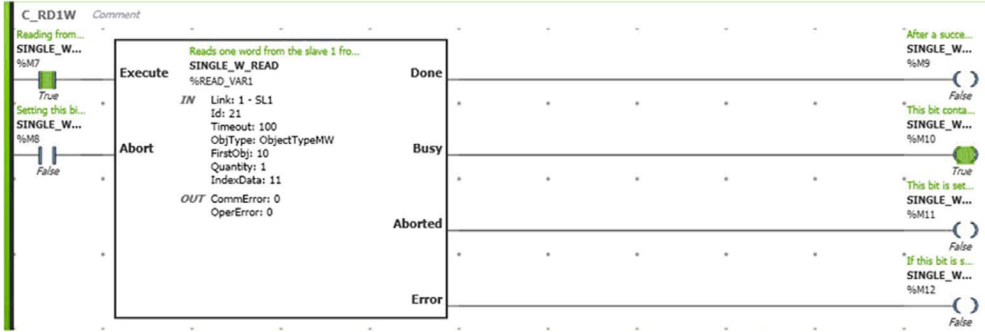 C_RD1W Comment
Reading from...
SINGLE_W...
%M7
True
Setting this bi...
SINGLE_W...
%M8
False
Reads one word from the slave 1 fro...
SINGLE_W_READ
%READ_VAR1
Execute
Abort
IN Link: 1 - SL1
Id: 21
Timeout: 100
ObjType: ObjectTypeMW
FirstObj: 10
Quantity: 1
IndexData: 11
OUT CommError: 0
OperError: 0
Done
Busy
Aborted
Error
After a succe...
SINGLE_W...
%M9
False
This bit conta...
SINGLE_W...
%M10
True
This bit is set...
SINGLE_W...
%M11
False
If this bit is s...
SINGLE_W...
%M12
False